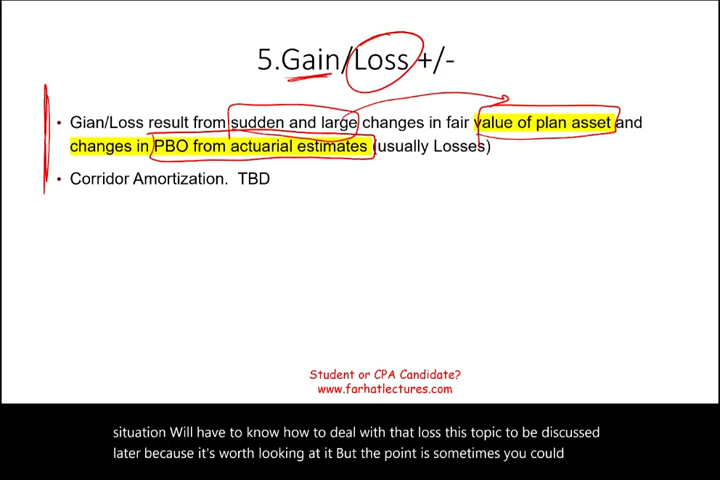 5.Gain/Loss +/-
• Gian/Loss result from sudden and large changes in fair value of plan asset and
changes in PBO from actuarial estimates (usually Losses)
• Corridor Amortization. TBD
Student or CPA Candidate?
www.farhatlectures.com
situation Will have to know how to deal with that loss this topic to be discussed
later because it's worth looking at it But the point is sometimes you could